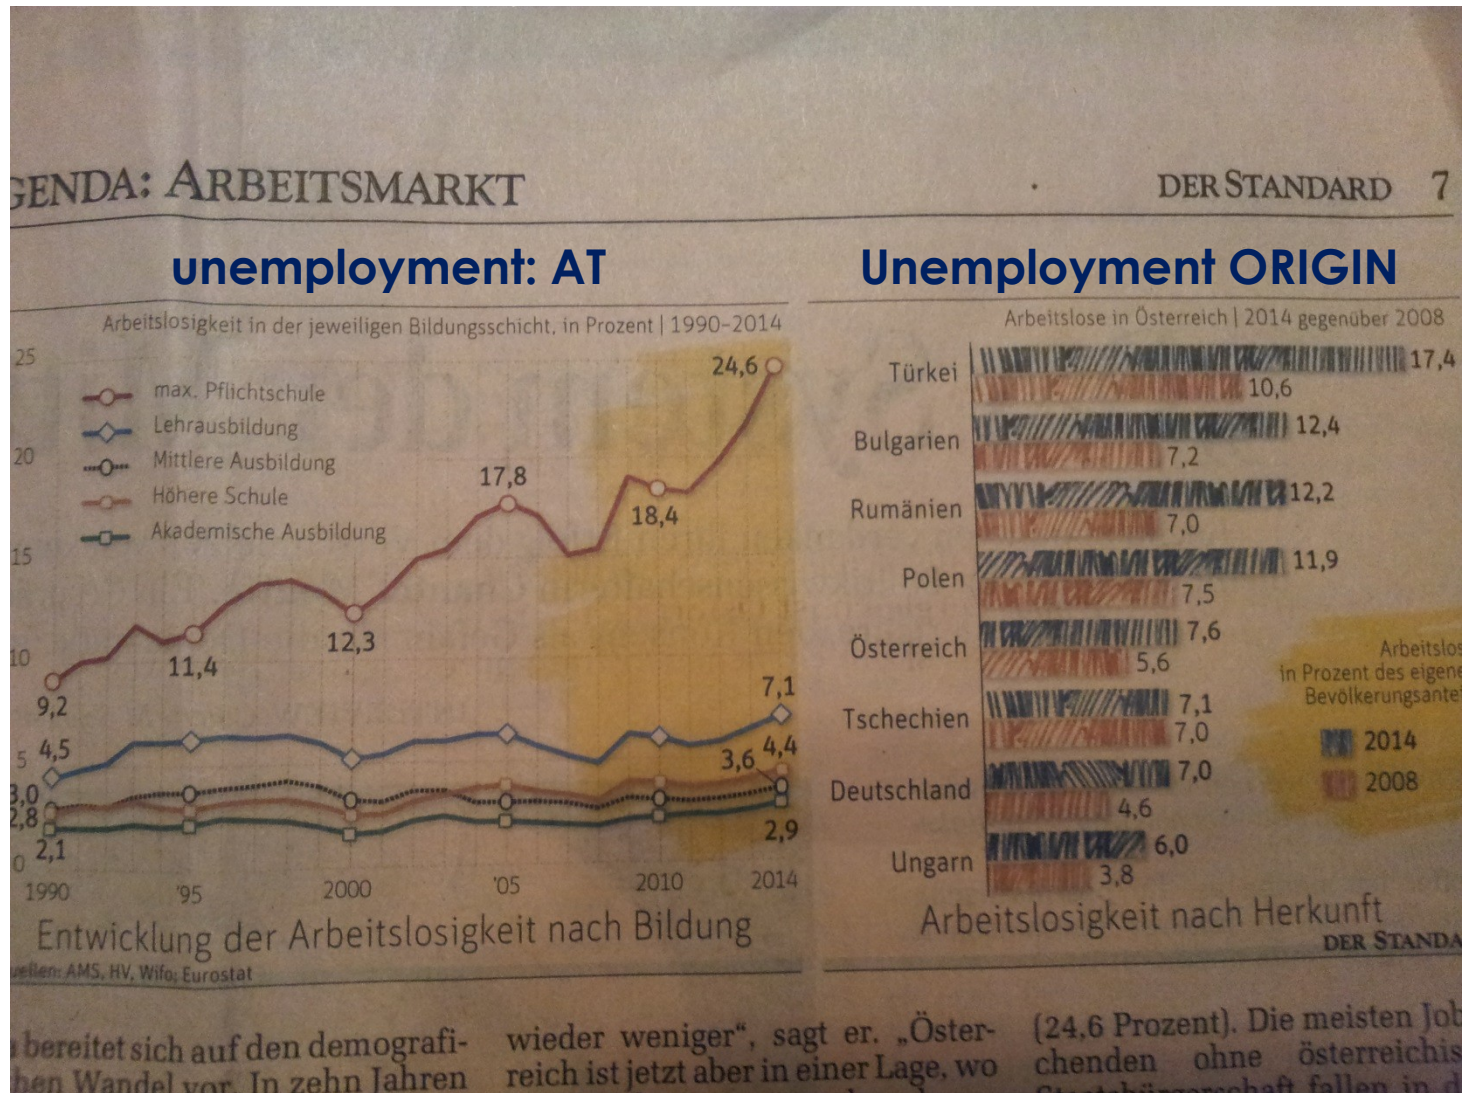 GENDA: ARBEITSMARKT
DER STANDARD 7
unemployment: AT
Arbeitslosigkeit in der jeweiligen Bildungsschicht, in Prozent | 1990–2014
25
20
15
10
5
0
max. Pflichtschule
Lehrausbildung
Mittlere Ausbildung
Höhere Schule
Akademische Ausbildung
24,6
17,8
18,4
12,3
11,4
9,2
7,1
4,5
3,6 4,4
3,0
2,8
2,1
2,9
1990 '95 2000 '05 2010 2014
Entwicklung der Arbeitslosigkeit nach Bildung
Quellen: AMS, HV, Wifo; Eurostat
Unemployment ORIGIN
Arbeitslose in Österreich | 2014 gegenüber 2008
Türkei 17,4
10,6
Bulgarien 12,4
7,2
Rumänien 12,2
7,0
Polen 11,9
7,5
Österreich 7,6
5,6
Tschechien 7,1
7,0
Deutschland 7,0
4,6
Ungarn 6,0
3,8
Arbeitslos
in Prozent des eigene
Bevölkerungsante
2014
2008
Arbeitslosigkeit nach Herkunft
DER STANDA
bereitet sich auf den demografi-
hen Wandel vor. In zehn Jahren
wieder weniger“, sagt er. „Öster-
reich ist jetzt aber in einer Lage, wo
(24,6 Prozent). Die meisten Job
chenden ohne österreichis
fallen in d